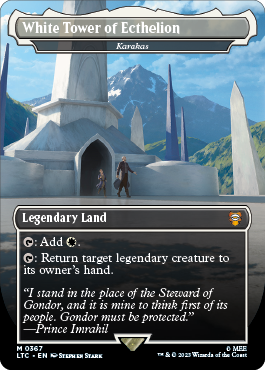 White Tower of Ecthelion
Karakas
Legendary Land
: Add .
: Return target legendary creature to
its owner's hand.
"I stand in the place of the Steward of
Gondor, and it is mine to think first of its
people. Gondor must be protected."
—Prince Imrahil
M 0367
LTC • EN Stephen Stark
© MEE
™ & © 2023 Wizards of the Coast